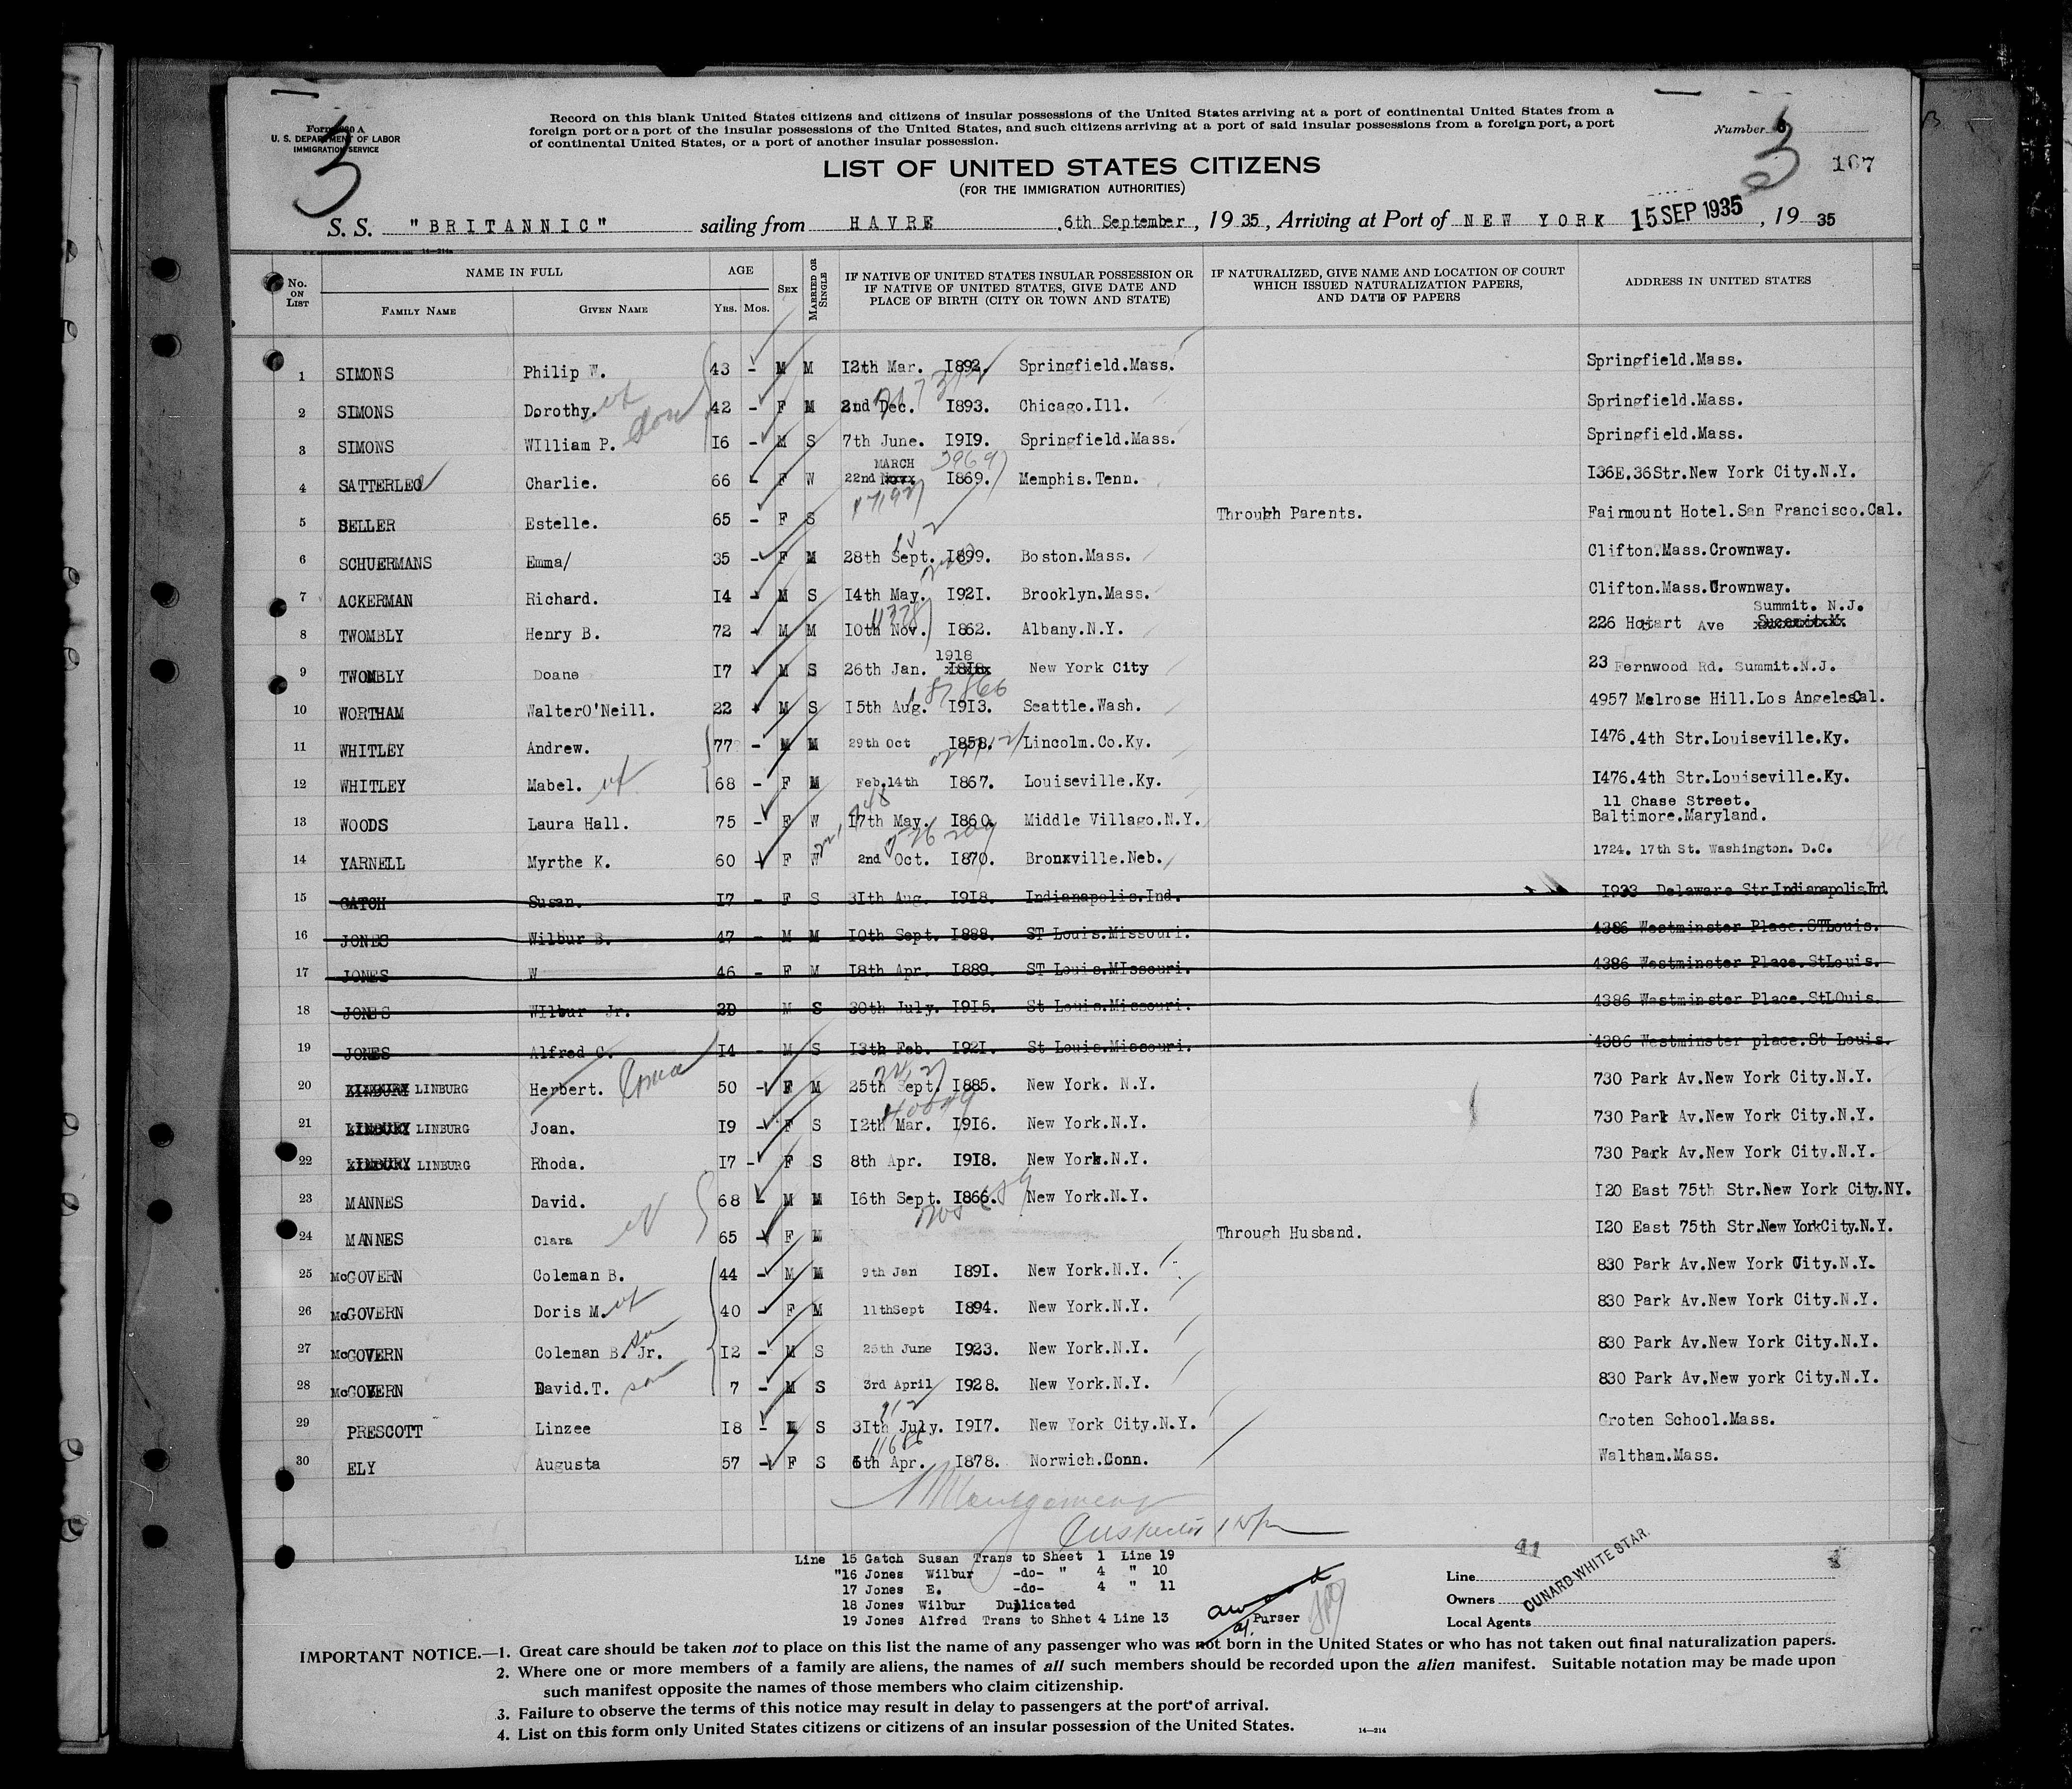 Record on this blank United States citizens and citizens of insular possessions of the United States arriving at a port of continental United States from a
foreign port or a port of the insular possessions of the United States, and such citizens arriving at a port of said insular possessions from a foreign port, a port
of continental United States, or a port of another insular possession.
Form A
U. S. DEPARTMENT OF LABOR
IMMIGRATION SERVICE
3
Number 6
3
167
LIST OF UNITED STATES CITIZENS
(FOR THE IMMIGRATION AUTHORITIES)
S. S. "BRITANNIC" sailing from HAVRE .6th September, 19 35, Arriving at Port of NEW YORK 15 SEP 1935, 19 35
No. ON LIST NAME IN FULL AGE SEX MARRIED OR SINGLE IF NATIVE OF UNITED STATES INSULAR POSSESSION OR IF NATIVE OF UNITED STATES, GIVE DATE AND PLACE OF BIRTH (CITY OR TOWN AND STATE) IF NATURALIZED, GIVE NAME AND LOCATION OF COURT WHICH ISSUED NATURALIZATION PAPERS, AND DATE OF PAPERS ADDRESS IN UNITED STATES
FAMILY NAME GIVEN NAME YRS. MOS.
1 SIMONS Philip W. 43 - M M 12th Mar. 1892. Springfield.Mass. Springfield.Mass.
2 SIMONS Dorothy. 42 - F M 2nd Dec. 1893. Chicago.Ill. Springfield.Mass.
3 SIMONS WIlliam P. son 16 - M S 7th June. 1919. Springfield.Mass. Springfield.Mass.
4 SATTERLEO Charlie. 66 - F W 22nd MARCH 1869. Memphis.Tenn. 136E.36Str.New York City.N.Y.
5 SELLER Estelle. 65 - F S Through Parents. Fairmount Hotel.San Francisco.Cal.
6 SCHUERMANS Emma/ 35 - F M 28th Sept. 1899. Boston.Mass. Clifton.Mass.Crownway.
7 ACKERMAN Richard. 14 - M S 14th May. 1921. Brooklyn.Mass. Clifton.Mass.Crownway.
8 TWOMBLY Henry B. 72 - M M 10th Nov. 1862. Albany.N.Y. 226 Ave Summit. N.J.
9 TWOMBLY Doane 17 - M S 26th Jan. 1918 New York City 23 Fernwood Rd. Summit.N.J.
10 WORTHAM WalterO'Neill. 22 - M S 15th Aug. 1913. Seattle.Wash. 4957 Melrose Hill.Los AngelesCal.
11 WHITLEY Andrew. 77 - M M 29th Oct 1858. Lincolm.Co.Ky. 1476.4th Str.Louiseville.Ky.
12 WHITLEY Mabel. 68 - F M Feb.14th 1867. Louiseville.Ky. 1476.4th Str.Louiseville.Ky.
13 WOODS Laura Hall. 75 - F W 17th May. 1860. Middle Villago.N.Y. 11 Chase Street. Baltimore.Maryland.
14 YARNELL Myrthe K. 60 - F W 2nd Oct. 1870. Bronxville.Neb. 1724. 17th St. Washington. D.C.
15 GATCH Susan. 17 - F S 31th Aug. 1918. Indianapolis.Ind. 1933 Delaware Str.Indianapolis.Ind.
16 JONES Wilbur B. 47 - M M 10th Sept. 1888. ST Louis.Missouri. 4386 Westminster Place.STLouis.
17 JONES W 46 - F M 18th Apr. 1889. ST Louis.MIssouri. 4386 Westminster Place.StLouis.
18 JONES WIlbur Jr. 20 M S 30th July. 1915. St Louis.Missouri. 4386 Westminster Place.StLOuis.
19 JONES Alfred C. 14 - M S 13th Feb. 1921. St Louis.Missouri. 4386 Westminster place.St Louis.
20 LINBURG Herbert. 50 - F M 25th Sept. 1885. New York. N.Y. 730 Park Av.New York City.N.Y.
21 LINBURG Joan. 19 - F S 12th Mar. 1916. New York.N.Y. 730 Park Av.New York City.N.Y.
22 LINBURG Rhoda. 17 - F S 8th Apr. 1918. New York.N.Y. 730 Park Av.New York City.N.Y.
23 MANNES David. 68 - M M 16th Sept. 1866. New York.N.Y. 120 East 75th Str.New York City.NY.
24 MANNES Clara 65 - F M Through Husband. 120 East 75th Str.New YorkCity.N.Y.
25 McGOVERN Coleman B. 44 - M M 9th Jan 1891. New York.N.Y. 830 Park Av.New York City.N.Y.
26 McGOVERN Doris M. 40 - F M 11thSept 1894. New York.N.Y. 830 Park Av.New York City.N.Y.
27 McGOVERN Coleman B. Jr. son 12 - M S 25th June 1923. New York.N.Y. 830 Park Av.New York City.N.Y.
28 McGOVERN David.T. son 7 - M S 3rd April 1928. New York.N.Y. 830 Park Av.New york City.N.Y.
29 PRESCOTT Linzee 18 - S 31th July. 1917. New York City.N.Y. Groten School.Mass.
30 ELY Augusta 57 - F S 6th Apr. 1878. Norwich.Conn. Waltham.Mass.
Montgomery
Inspector
Line 15 Gatch Susan Trans to Sheet 1 Line 19
"16 Jones Wilbur -do- " 4 " 10
17 Jones E. -do- 4 " 11
18 Jones Wilbur Duplicated
19 Jones Alfred Trans to Shhet 4 Line 13
Purser
41
Line
Owners
Local Agents
CUNARD WHITE STAR.
IMPORTANT NOTICE.—1. Great care should be taken not to place on this list the name of any passenger who was not born in the United States or who has not taken out final naturalization papers.
2. Where one or more members of a family are aliens, the names of all such members should be recorded upon the alien manifest. Suitable notation may be made upon
such manifest opposite the names of those members who claim citizenship.
3. Failure to observe the terms of this notice may result in delay to passengers at the port of arrival.
4. List on this form only United States citizens or citizens of an insular possession of the United States.
14—214